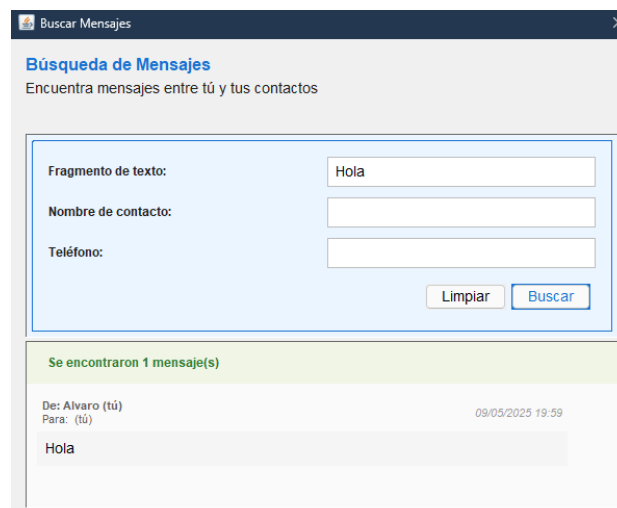 Buscar Mensajes
Búsqueda de Mensajes
Encuentra mensajes entre tú y tus contactos
Fragmento de texto: Hola
Nombre de contacto:
Teléfono:
Limpiar Buscar
Se encontraron 1 mensaje(s)
De: Alvaro (tú)
Para: (tú) 09/05/2025 19:59
Hola